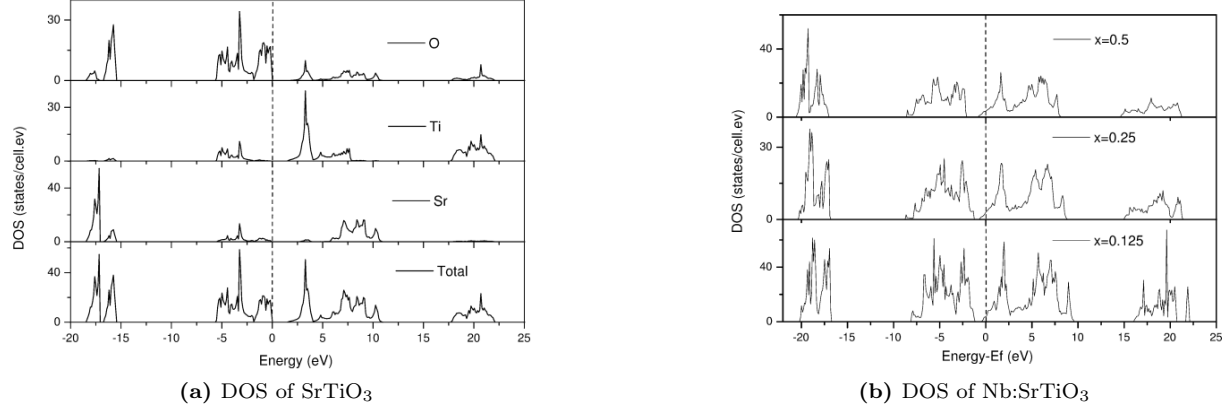 30
0
O
30
0
Ti
40
0
Sr
40
0
Total
DOS (states/cell.ev)
-20 -15 -10 -5 0 5 10 15 20 25
Energy (eV)
(a) DOS of SrTiO3
40
0
x=0.5
30
0
x=0.25
40
0
x=0.125
DOS (states/cell.ev)
-20 -15 -10 -5 0 5 10 15 20 25
Energy-Ef (eV)
(b) DOS of Nb:SrTiO3